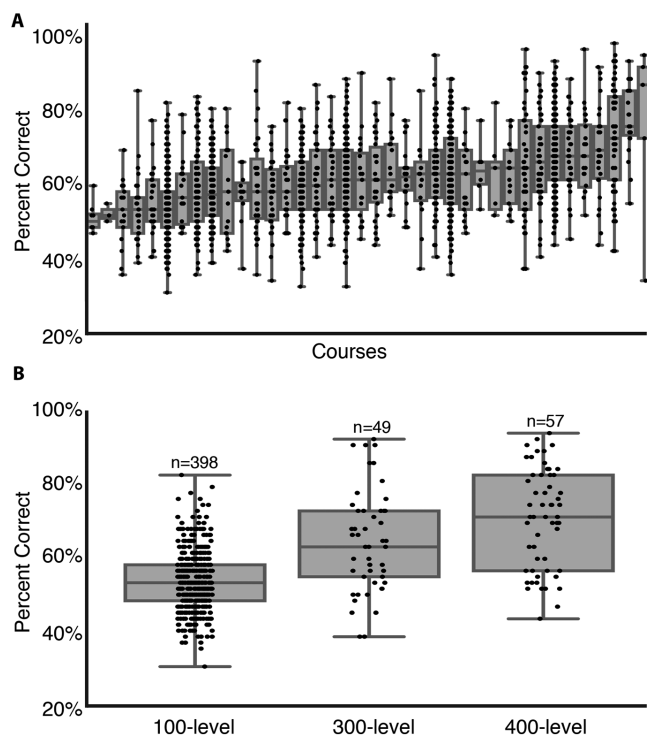 A
100%
80%
60%
40%
20%
Percent Correct
Courses
B
100%
80%
60%
40%
20%
Percent Correct
n=398
n=49
n=57
100-level
300-level
400-level